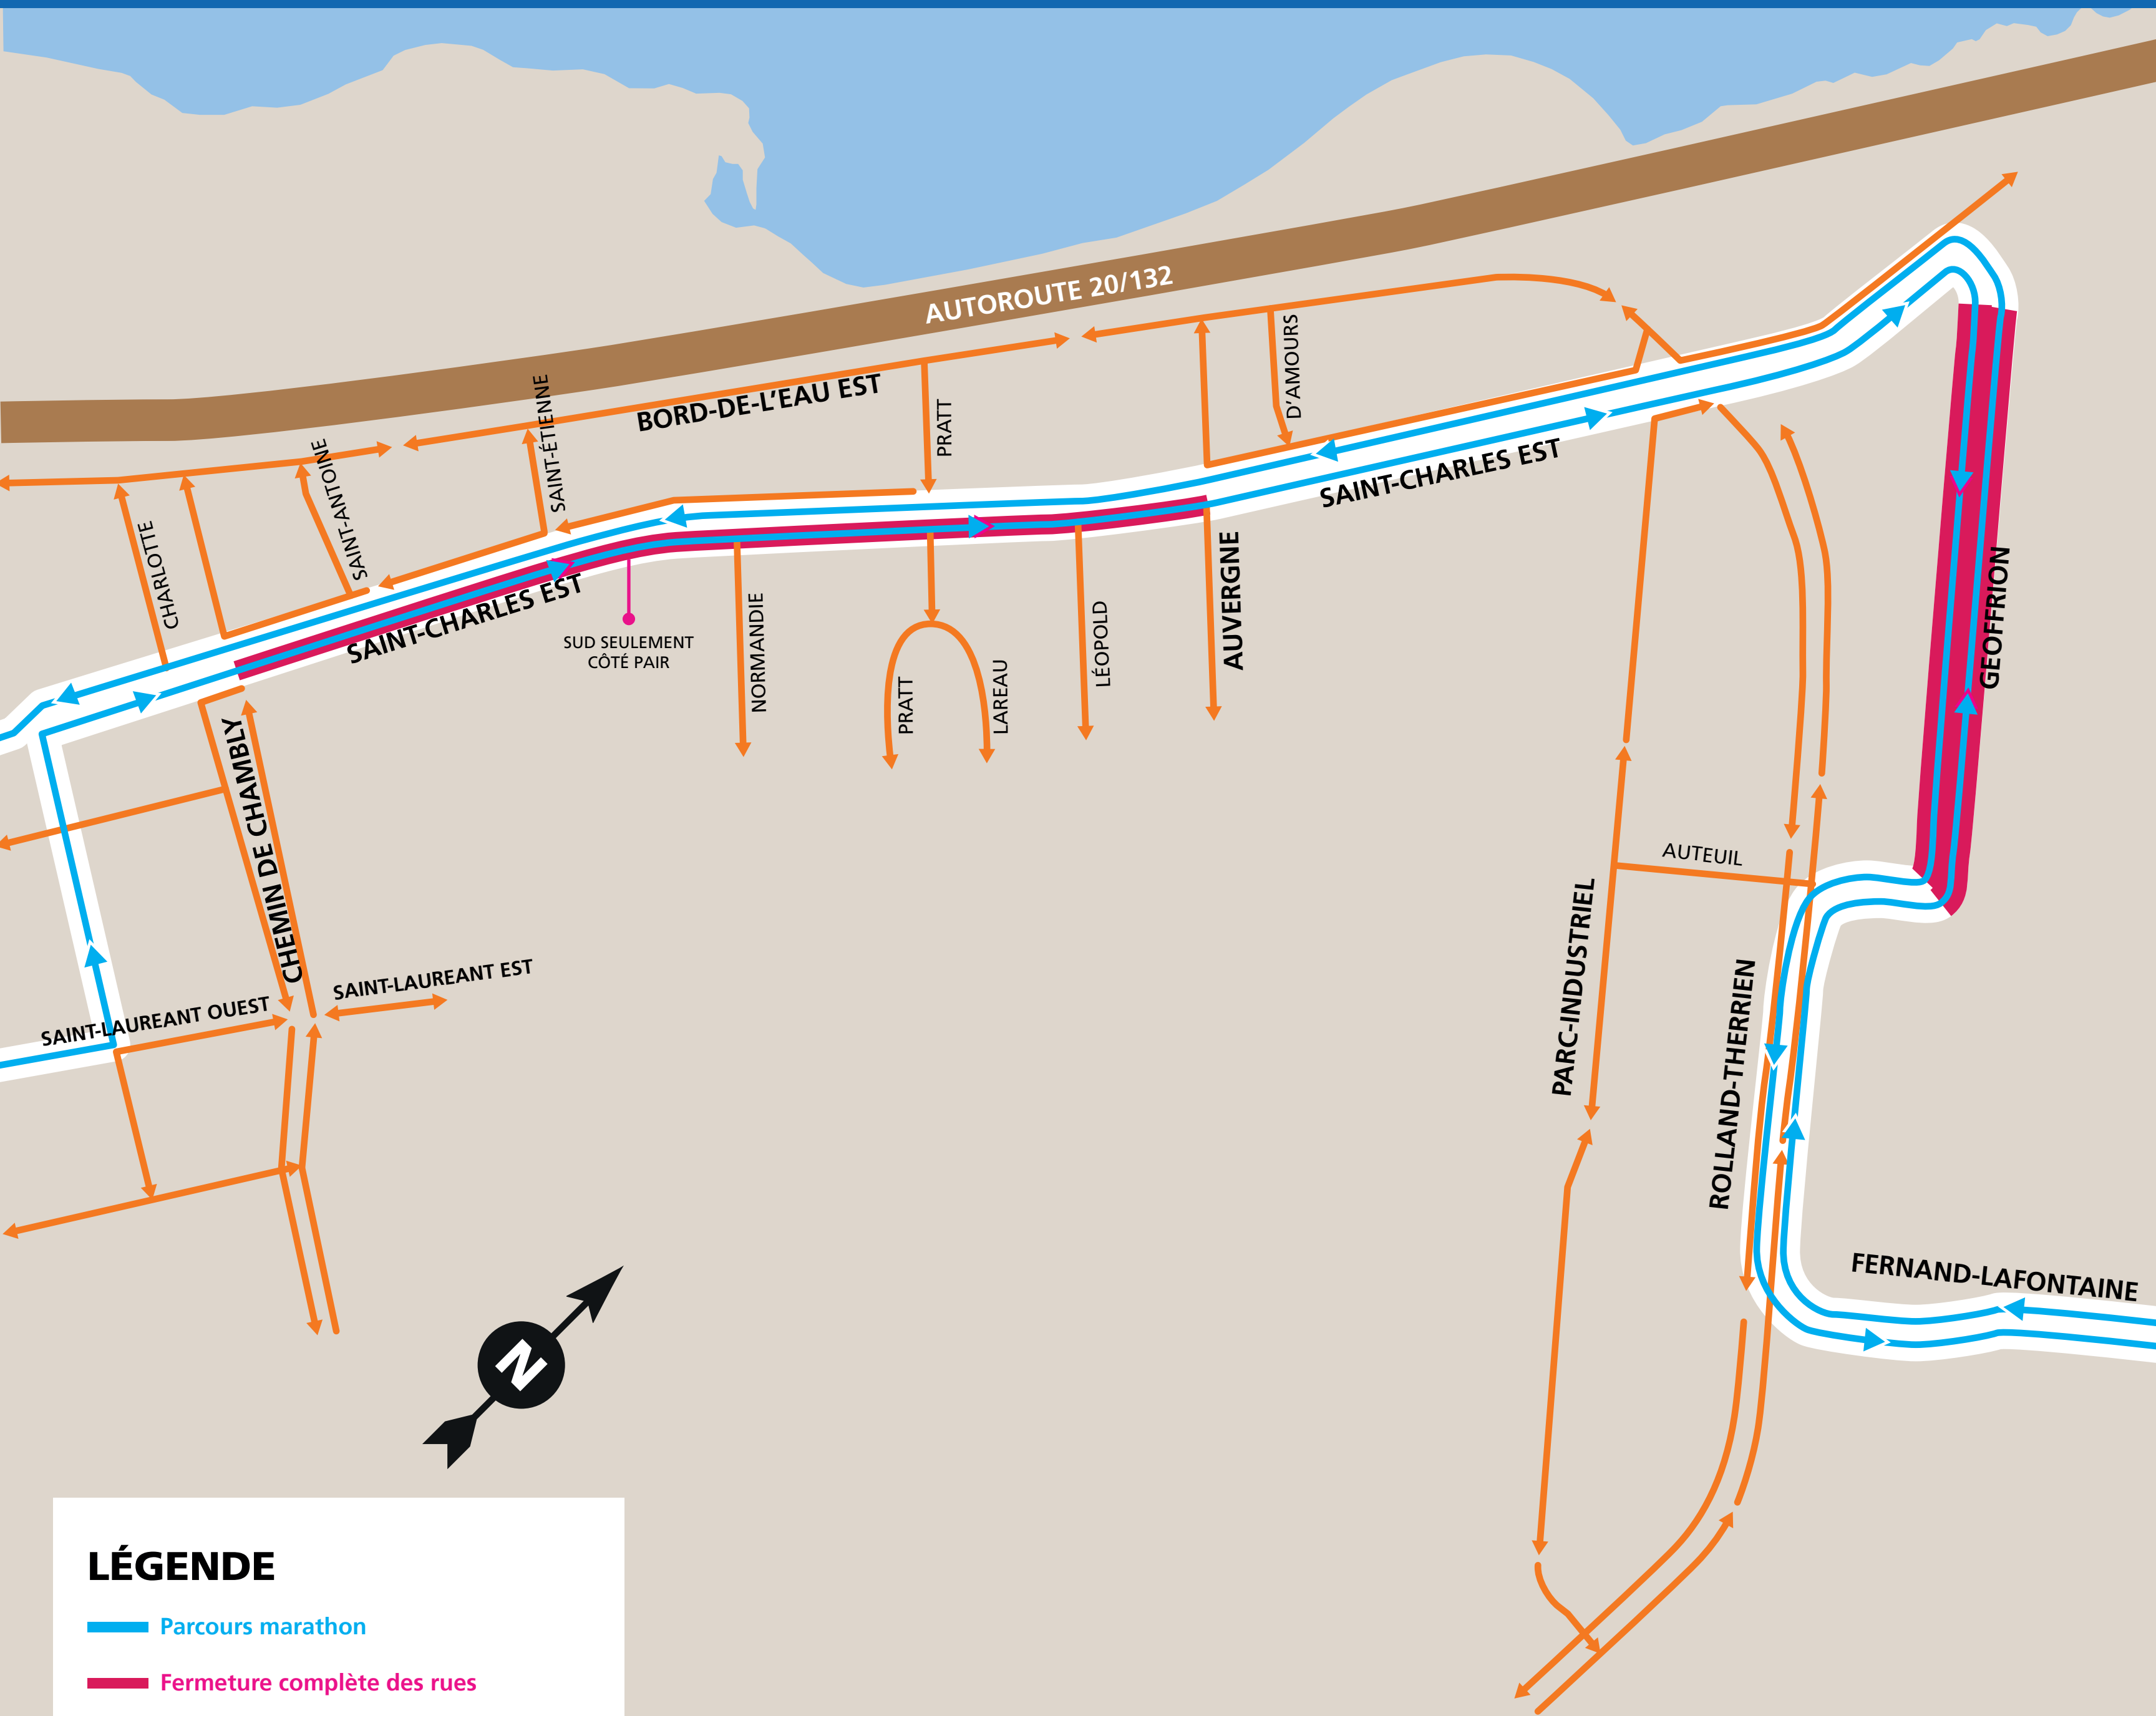 AUTOROUTE 20/132
BORD-DE-L'EAU EST
D'AMOURS
PRATT
SAINT-ÉTIENNE
SAINT-ANTOINE
CHARLOTTE
SAINT-CHARLES EST
SAINT-CHARLES EST
SUD SEULEMENT
CÔTÉ PAIR
NORMANDIE
PRATT
LAREAU
LÉOPOLD
AUVERGNE
GEOFFRION
CHEMIN DE CHAMBLY
AUTEUIL
PARC-INDUSTRIEL
ROLLAND-THERRIEN
SAINT-LAUREANT EST
SAINT-LAUREANT OUEST
FERNAND-LAFONTAINE
N
LÉGENDE
Parcours marathon
Fermeture complète des rues